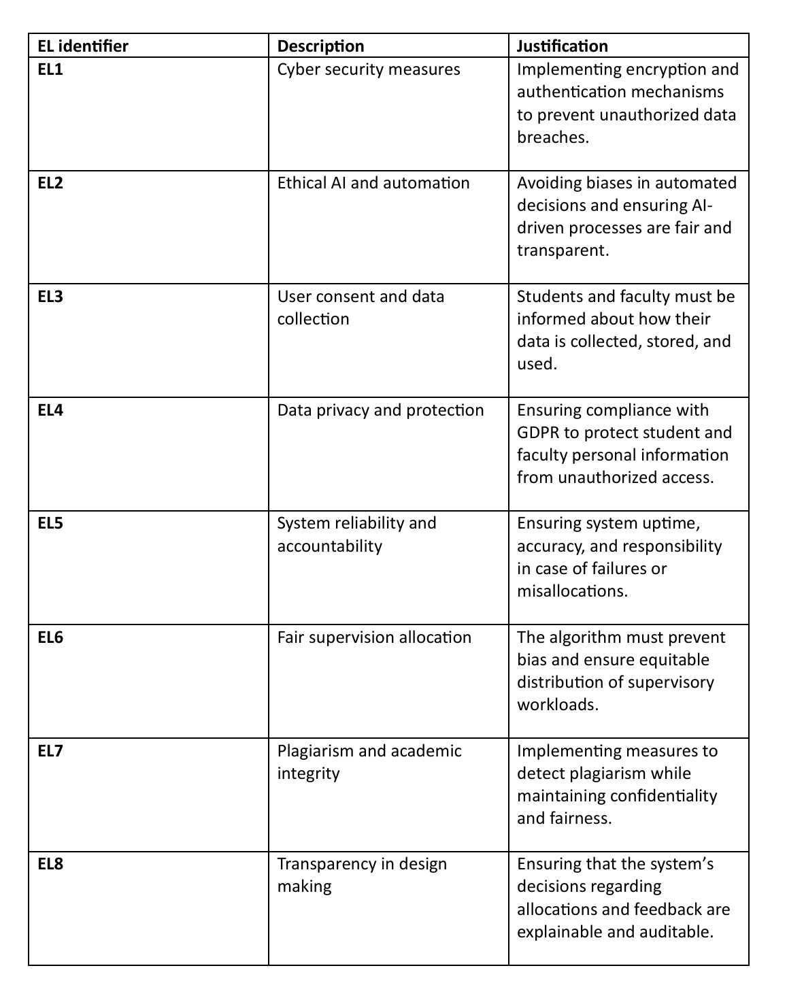 EL identifier Description Justification
EL1 Cyber security measures Implementing encryption and
authentication mechanisms
to prevent unauthorized data
breaches.
EL2 Ethical AI and automation Avoiding biases in automated
decisions and ensuring AI-
driven processes are fair and
transparent.
EL3 User consent and data Students and faculty must be
collection informed about how their
data is collected, stored, and
used.
EL4 Data privacy and protection Ensuring compliance with
GDPR to protect student and
faculty personal information
from unauthorized access.
EL5 System reliability and Ensuring system uptime,
accountability accuracy, and responsibility
in case of failures or
misallocations.
EL6 Fair supervision allocation The algorithm must prevent
bias and ensure equitable
distribution of supervisory
workloads.
EL7 Plagiarism and academic Implementing measures to
integrity detect plagiarism while
maintaining confidentiality
and fairness.
EL8 Transparency in design Ensuring that the system’s
making decisions regarding
allocations and feedback are
explainable and auditable.